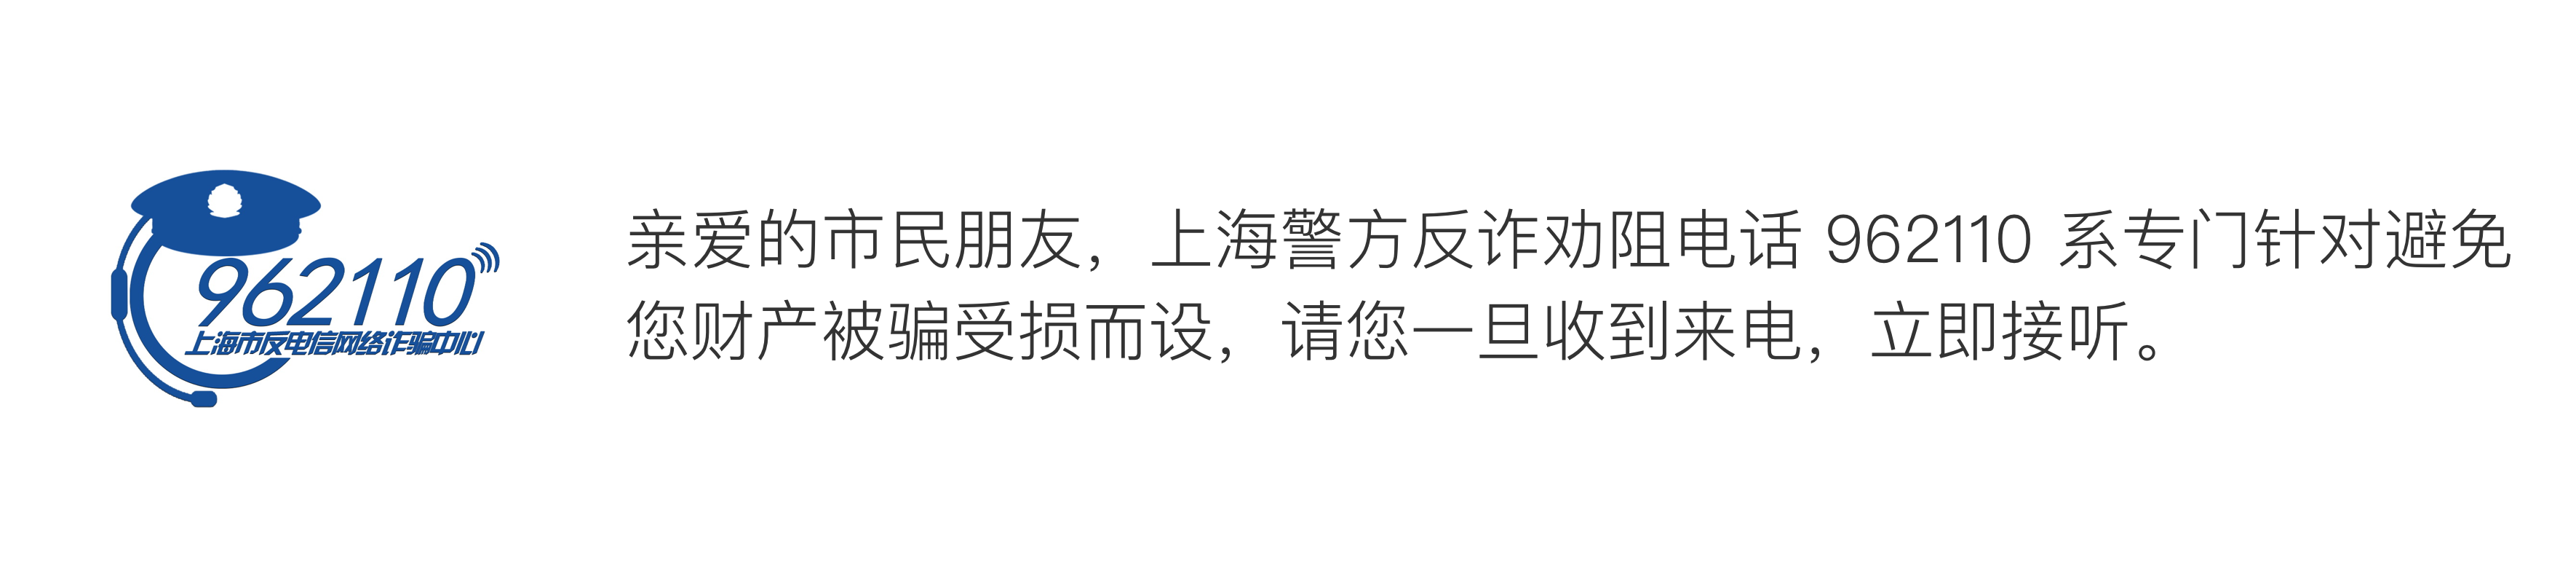 962110
上海市反电信网络诈骗中心
亲爱的市民朋友，上海警方反诈劝阻电话 962110 系专门针对避免
您财产被骗受损而设，请您一旦收到来电，立即接听。